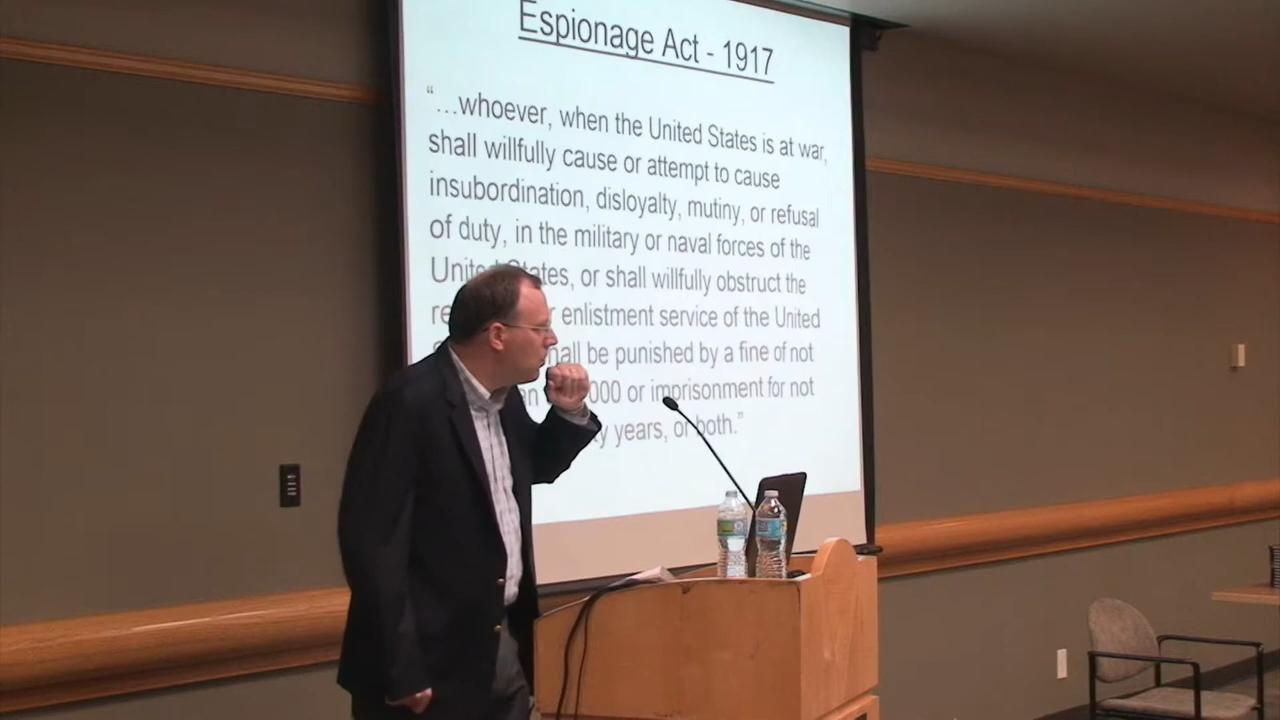 Espionage Act - 1917
“...whoever, when the United States is at war,
shall willfully cause or attempt to cause
insubordination, disloyalty, mutiny, or refusal
of duty, in the military or naval forces of the
United States, or shall willfully obstruct the
enlistment service of the United
shall be punished by a fine of not
000 or imprisonment for not
years, or both.”